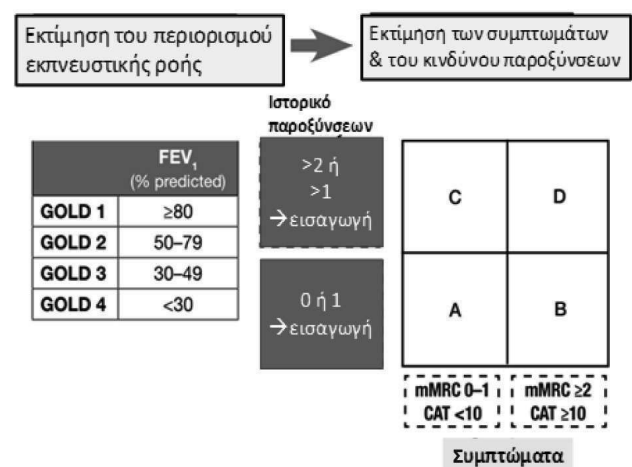 Εκτίμηση του περιορισμού
εκπνευστικής ροής
Εκτίμηση των συμπτωμάτων
& του κινδύνου παροξύνσεων
Ιστορικό
παροξύνσεων
FEV₁
(% predicted)
GOLD 1 ≥80
GOLD 2 50–79
GOLD 3 30–49
GOLD 4 <30
>2 ή
>1
→εισαγωγή
0 ή 1
→εισαγωγή
C D
A B
mMRC 0–1 mMRC ≥2
CAT <10 CAT ≥10
Συμπτώματα